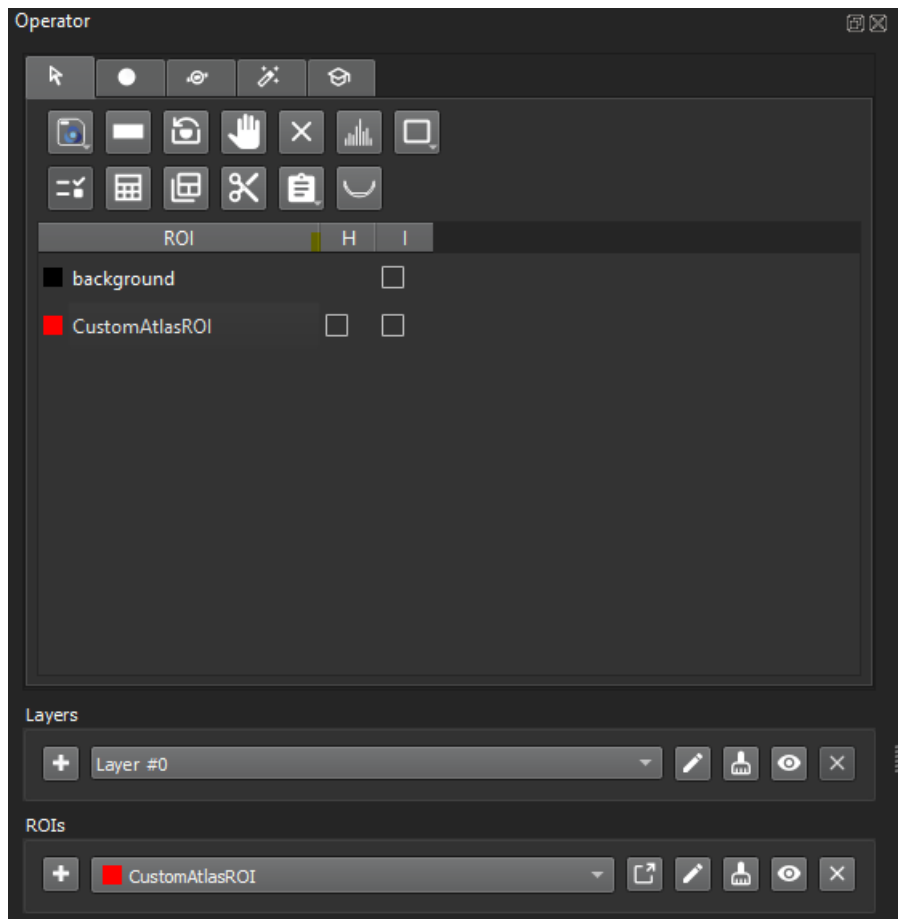 Operator
ROI H I
background
CustomAtlasROI
Layers
Layer #0
ROIs
CustomAtlasROI